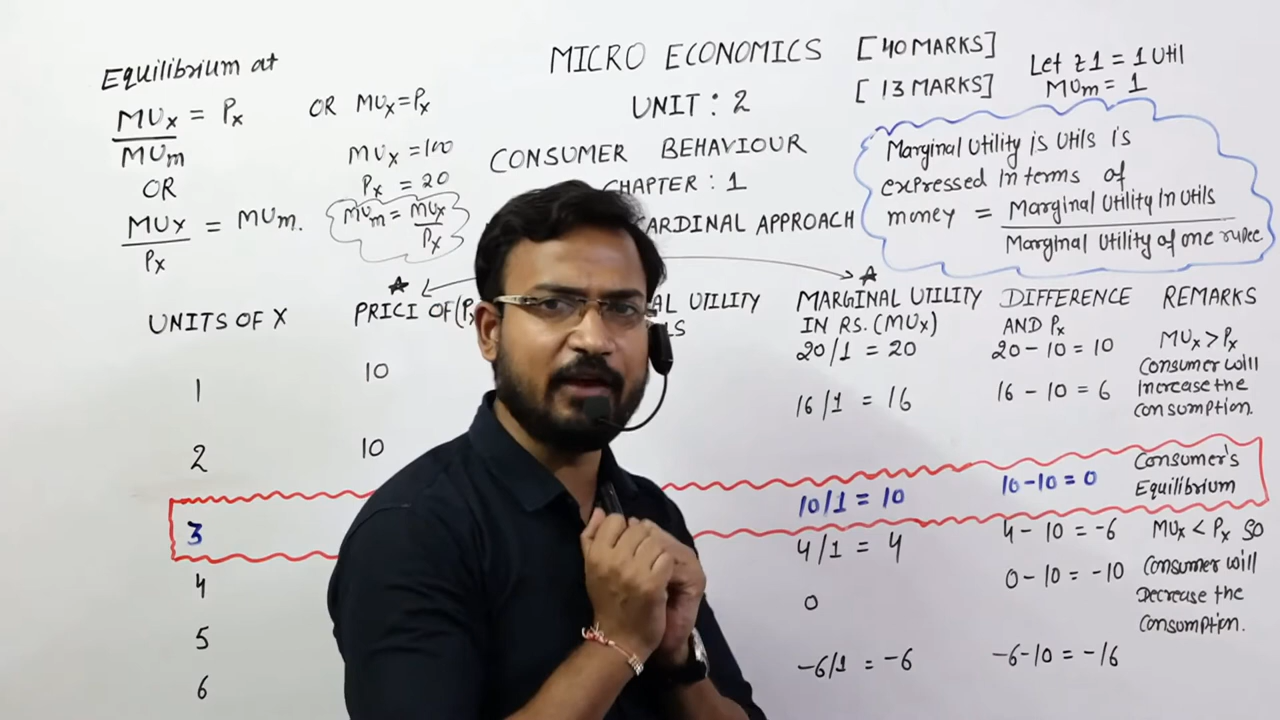 MICRO ECONOMICS [40 MARKS]
UNIT : 2 [13 MARKS]
CONSUMER BEHAVIOUR
CHAPTER : 1
CARDINAL APPROACH
Equilibrium at
MUx / MUm = Px OR MUx = Px
OR
MUx / Px = MUm.
MUx = 100
Px = 20
MUm = MUx / Px
Let ₹1 = 1 Util
MUm = 1
Marginal Utility is Utils is
expressed in terms of
money = Marginal Utility In Utils / Marginal Utility of one rupee
UNITS OF X PRICE OF (P UTILITY MARGINAL UTILITY DIFFERENCE REMARKS
IN RS. (MUx) AND Px
1 10 20/1 = 20 20 - 10 = 10 MUx > Px
Consumer will
2 10 16/1 = 16 16 - 10 = 6 increase the
consumption.
3 10/1 = 10 10-10 = 0 Consumer's
Equilibrium
4 4/1 = 4 4 - 10 = -6 MUx < Px so
5 0 0-10 = -10 Consumer will
Decrease the
consumption.
6 -6/1 = -6 -6-10 = -16